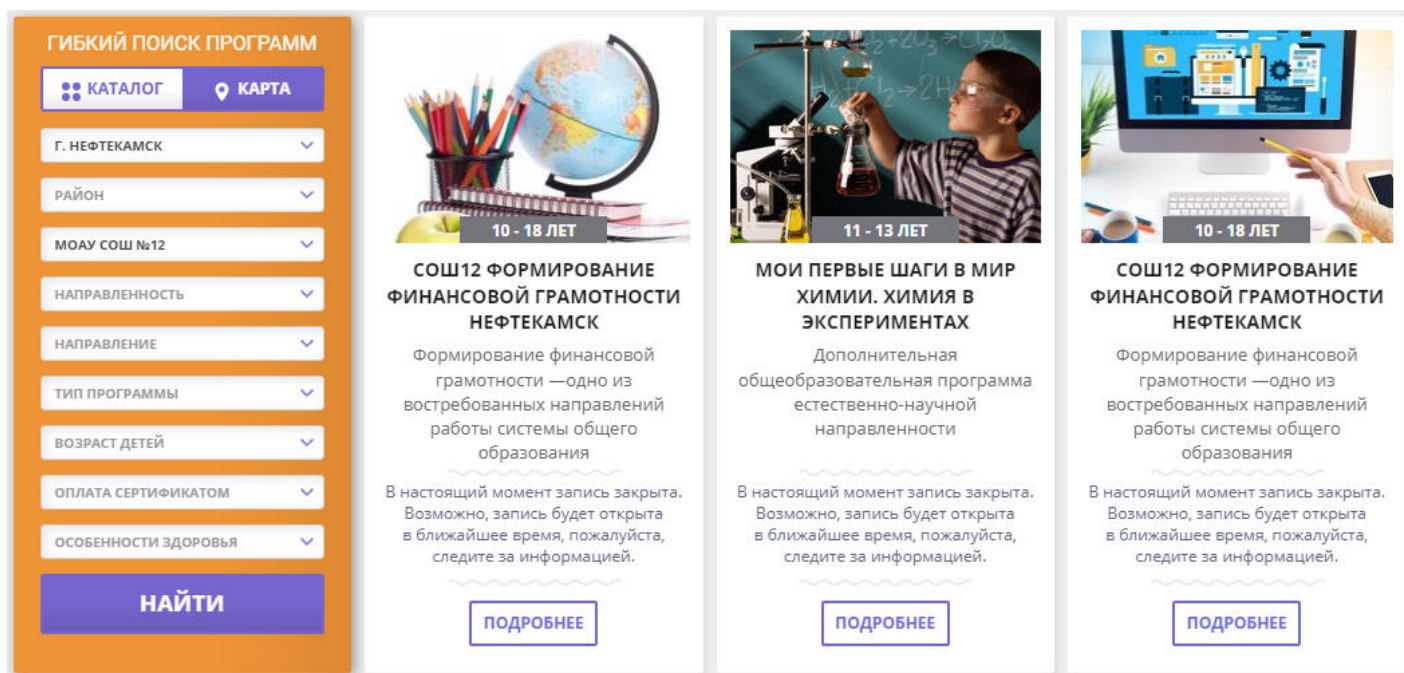 ГИБКИЙ ПОИСК ПРОГРАММ
КАТАЛОГ
КАРТА
Г. НЕФТЕКАМСК
РАЙОН
МОАУ СОШ №12
НАПРАВЛЕННОСТЬ
НАПРАВЛЕНИЕ
ТИП ПРОГРАММЫ
ВОЗРАСТ ДЕТЕЙ
ОПЛАТА СЕРТИФИКАТОМ
ОСОБЕННОСТИ ЗДОРОВЬЯ
НАЙТИ
10 - 18 ЛЕТ
СОШ12 ФОРМИРОВАНИЕ
ФИНАНСОВОЙ ГРАМОТНОСТИ
НЕФТЕКАМСК
Формирование финансовой
грамотности —одно из
востребованных направлений
работы системы общего
образования
В настоящий момент запись закрыта.
Возможно, запись будет открыта
в ближайшее время, пожалуйста,
следите за информацией.
ПОДРОБНЕЕ
11 - 13 ЛЕТ
МОИ ПЕРВЫЕ ШАГИ В МИР
ХИМИИ. ХИМИЯ В
ЭКСПЕРИМЕНТАХ
Дополнительная
общеобразовательная программа
естественно-научной
направленности
В настоящий момент запись закрыта.
Возможно, запись будет открыта
в ближайшее время, пожалуйста,
следите за информацией.
ПОДРОБНЕЕ
10 - 18 ЛЕТ
СОШ12 ФОРМИРОВАНИЕ
ФИНАНСОВОЙ ГРАМОТНОСТИ
НЕФТЕКАМСК
Формирование финансовой
грамотности —одно из
востребованных направлений
работы системы общего
образования
В настоящий момент запись закрыта.
Возможно, запись будет открыта
в ближайшее время, пожалуйста,
следите за информацией.
ПОДРОБНЕЕ